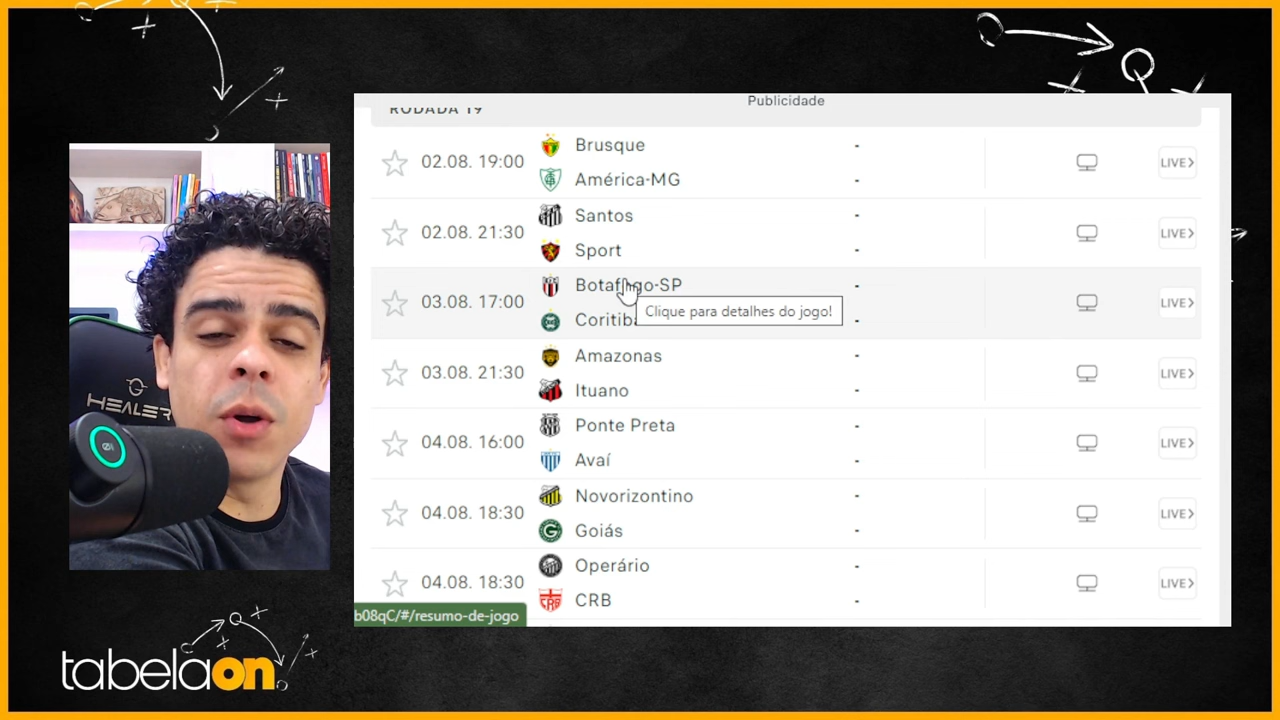 RODADA 19
Publicidade
02.08. 19:00
Brusque
-
América-MG
-
LIVE>
02.08. 21:30
Santos
-
Sport
-
LIVE>
03.08. 17:00
Botafogo-SP
-
Coritiba
-
Clique para detalhes do jogo!
LIVE>
03.08. 21:30
Amazonas
-
Ituano
-
LIVE>
04.08. 16:00
Ponte Preta
-
Avaí
-
LIVE>
04.08. 18:30
Novorizontino
-
Goiás
-
LIVE>
04.08. 18:30
Operário
-
CRB
-
LIVE>
b08qC/#/resumo-de-jogo
HEALER
CRB
tabelaon